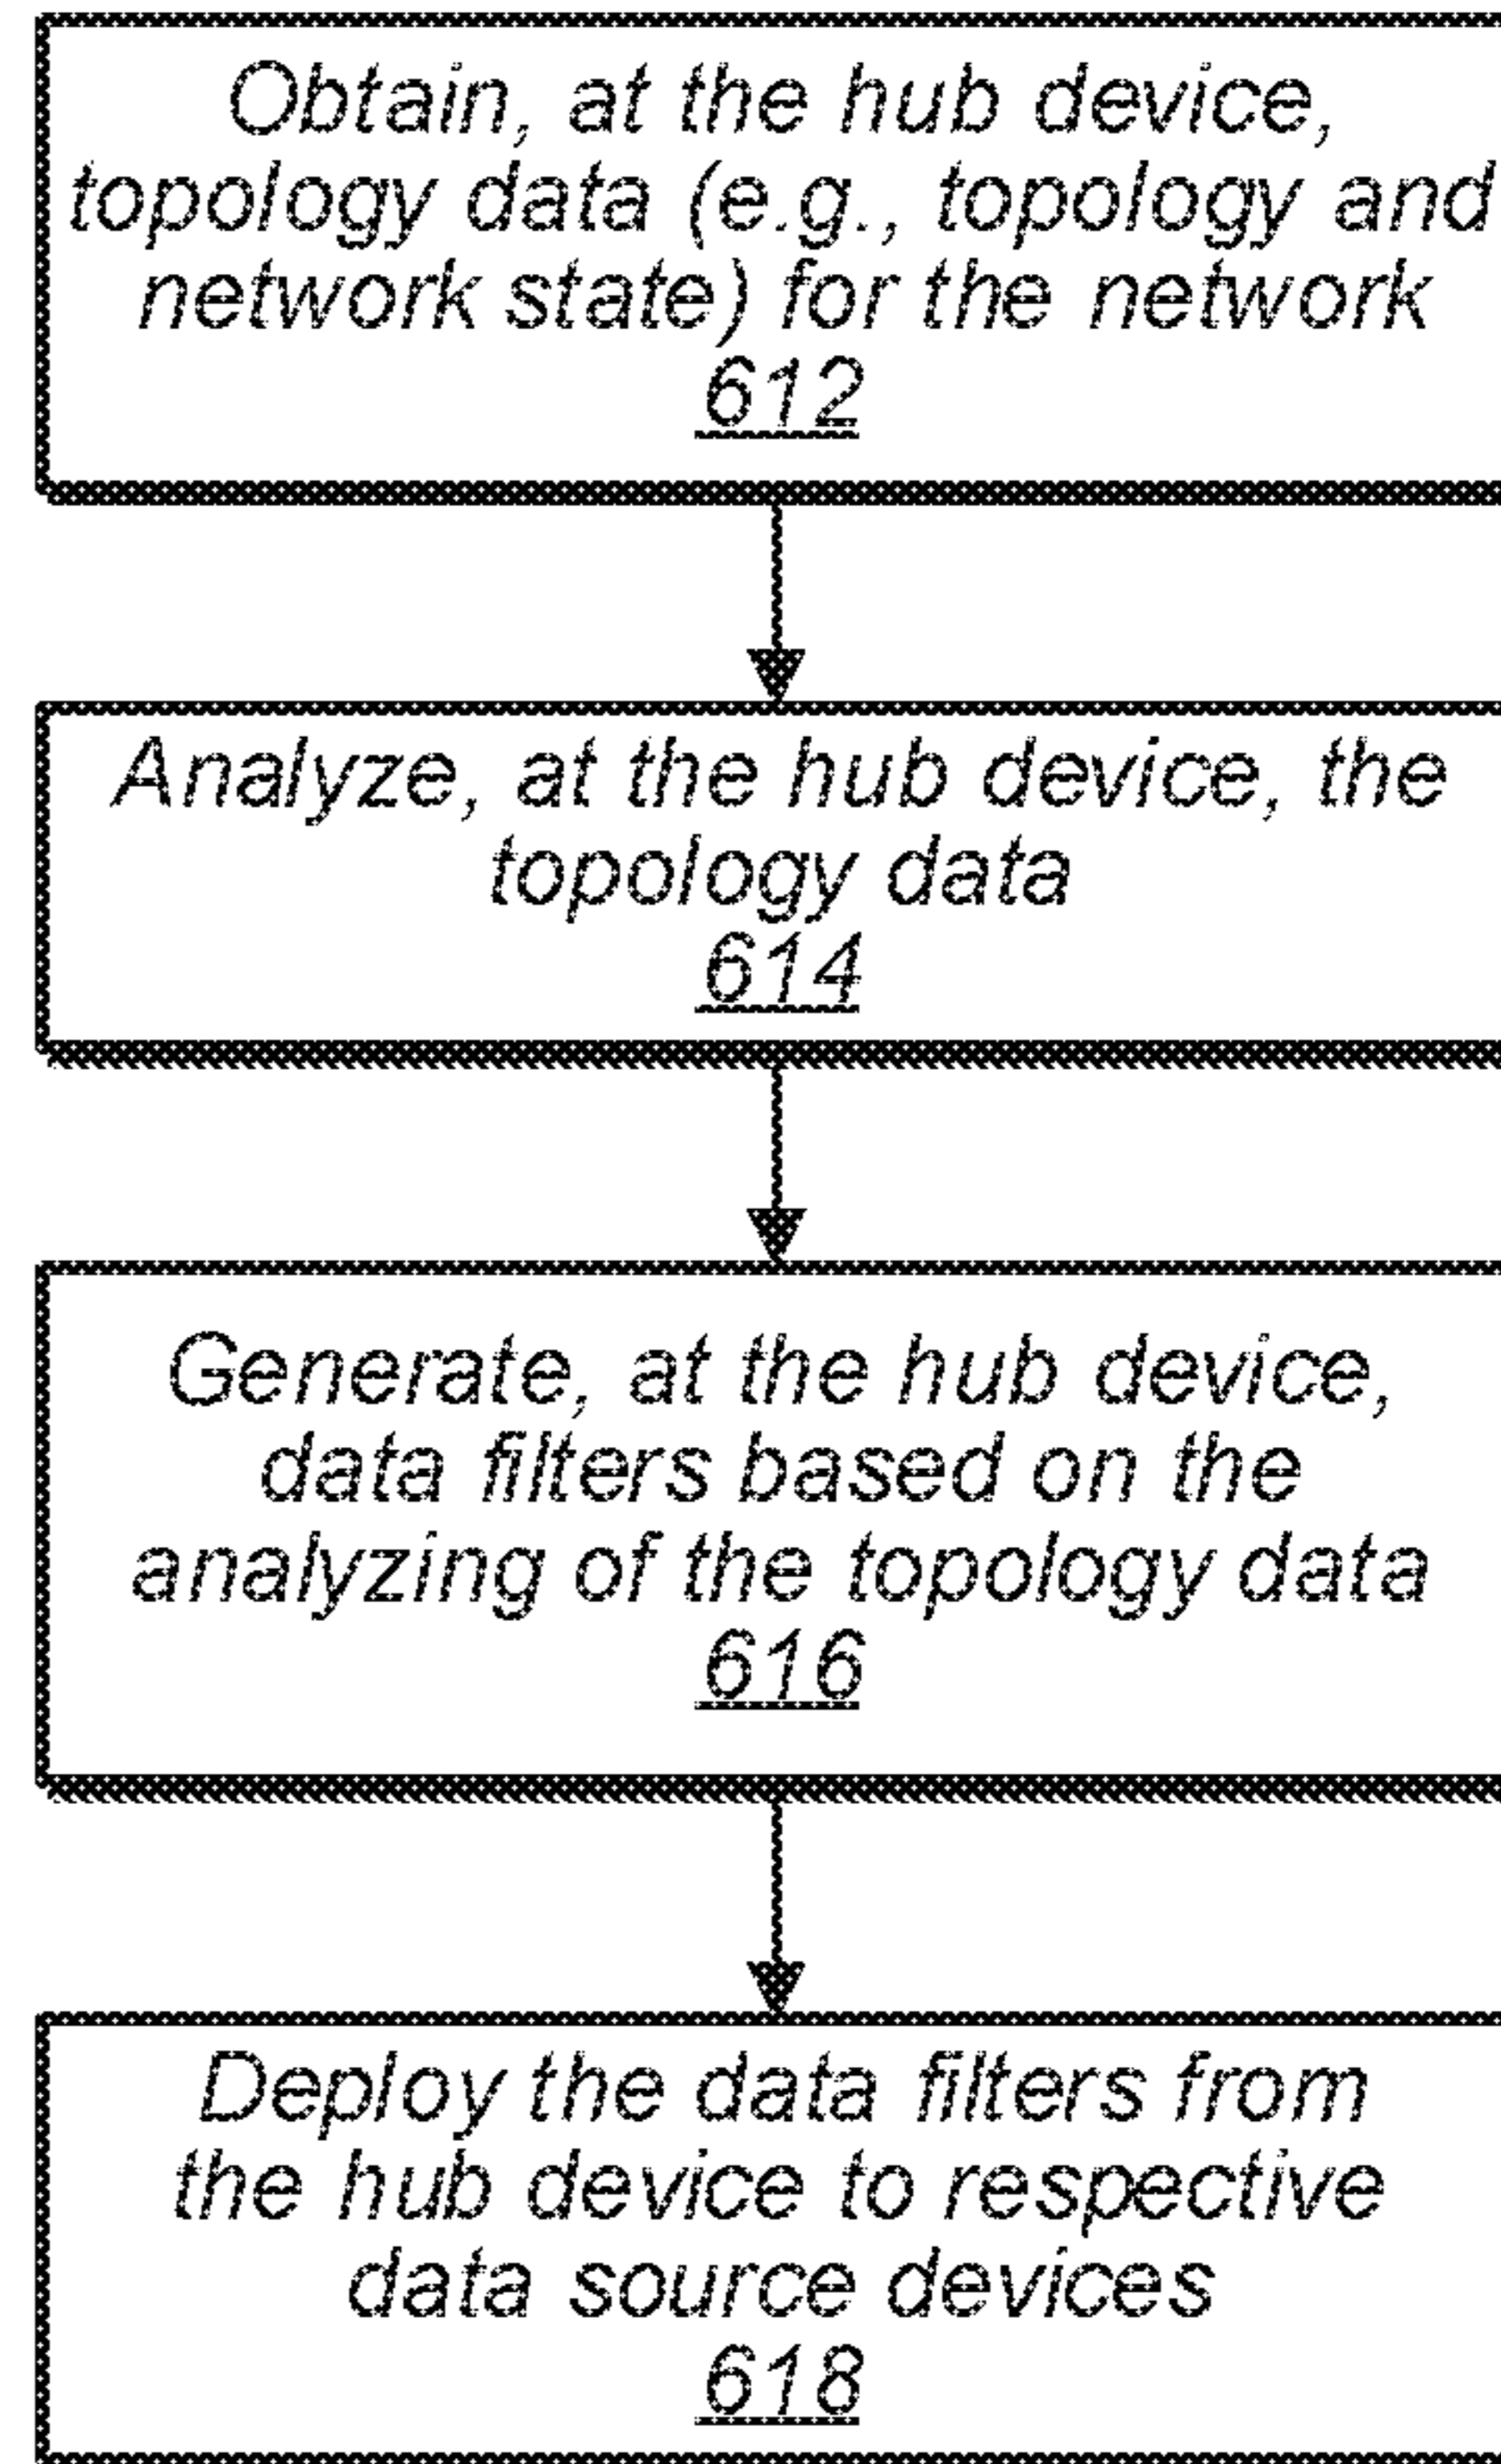 Obtain, at the hub device,
topology data (e.g., topology and
network state) for the network
612
Analyze, at the hub device, the
topology data
614
Generate, at the hub device,
data filters based on the
analyzing of the topology data
616
Deploy the data filters from
the hub device to respective
data source devices
618